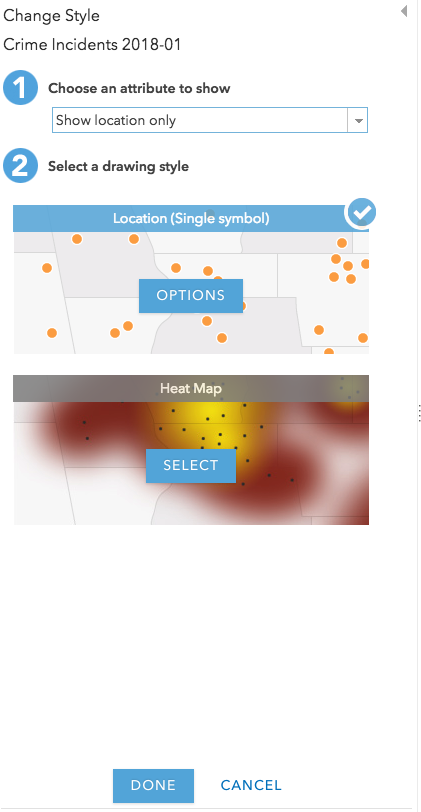 Change Style
Crime Incidents 2018-01
1 Choose an attribute to show
Show location only
2 Select a drawing style
Location (Single symbol)
OPTIONS
Heat Map
SELECT
DONE CANCEL